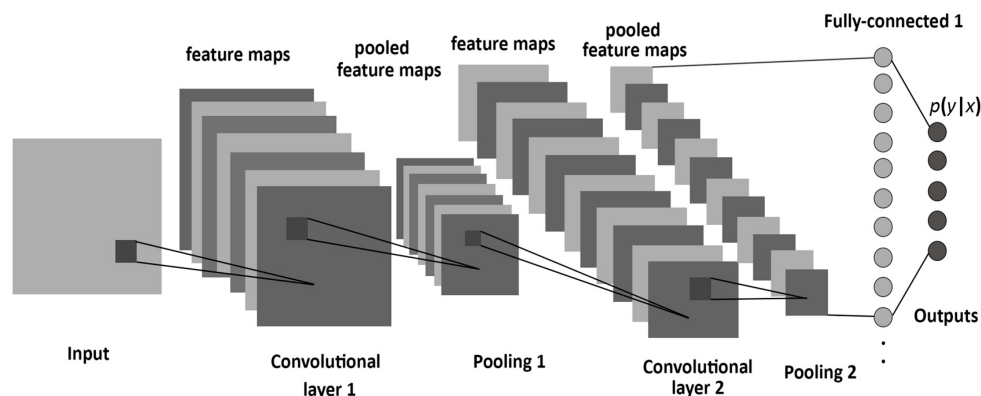 Fully-connected 1
feature maps
pooled
feature maps
feature maps
pooled
feature maps
p(y|x)
Input
Convolutional
layer 1
Pooling 1
Convolutional
layer 2
Pooling 2
Outputs